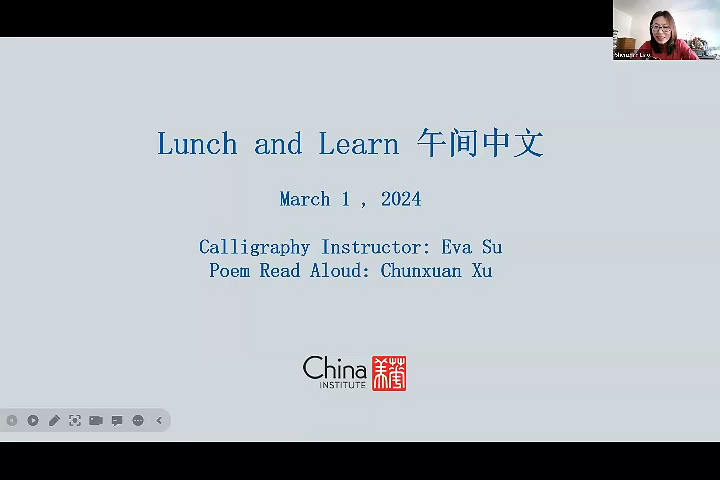 Lunch and Learn 午间中文
March 1 , 2024
Calligraphy Instructor: Eva Su
Poem Read Aloud: Chunxuan Xu
China
INSTITUTE